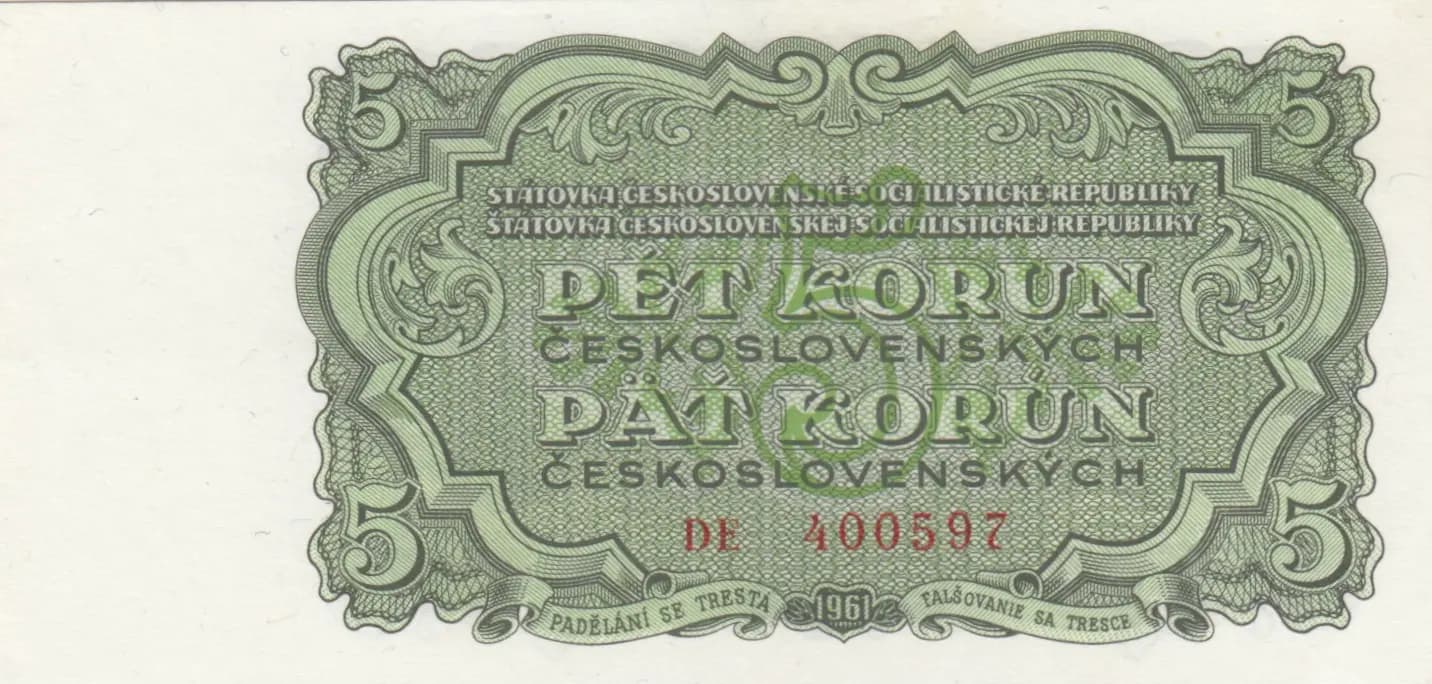 5 5
STÁTOVKA ČESKOSLOVENSKÉ SOCIALISTICKÉ REPUBLIKY
ŠTÁTOVKA ČESKOSLOVENSKEJ SOCIALISTICKEJ REPUBLIKY
5
PĚT KORUN
ČESKOSLOVENSKÝCH
PÄŤ KORÚN
ČESKOSLOVENSKÝCH
DE 400597
5 5
PADĚLÁNÍ SE TRESTÁ 1961 FALŠOVANIE SA TRESCE